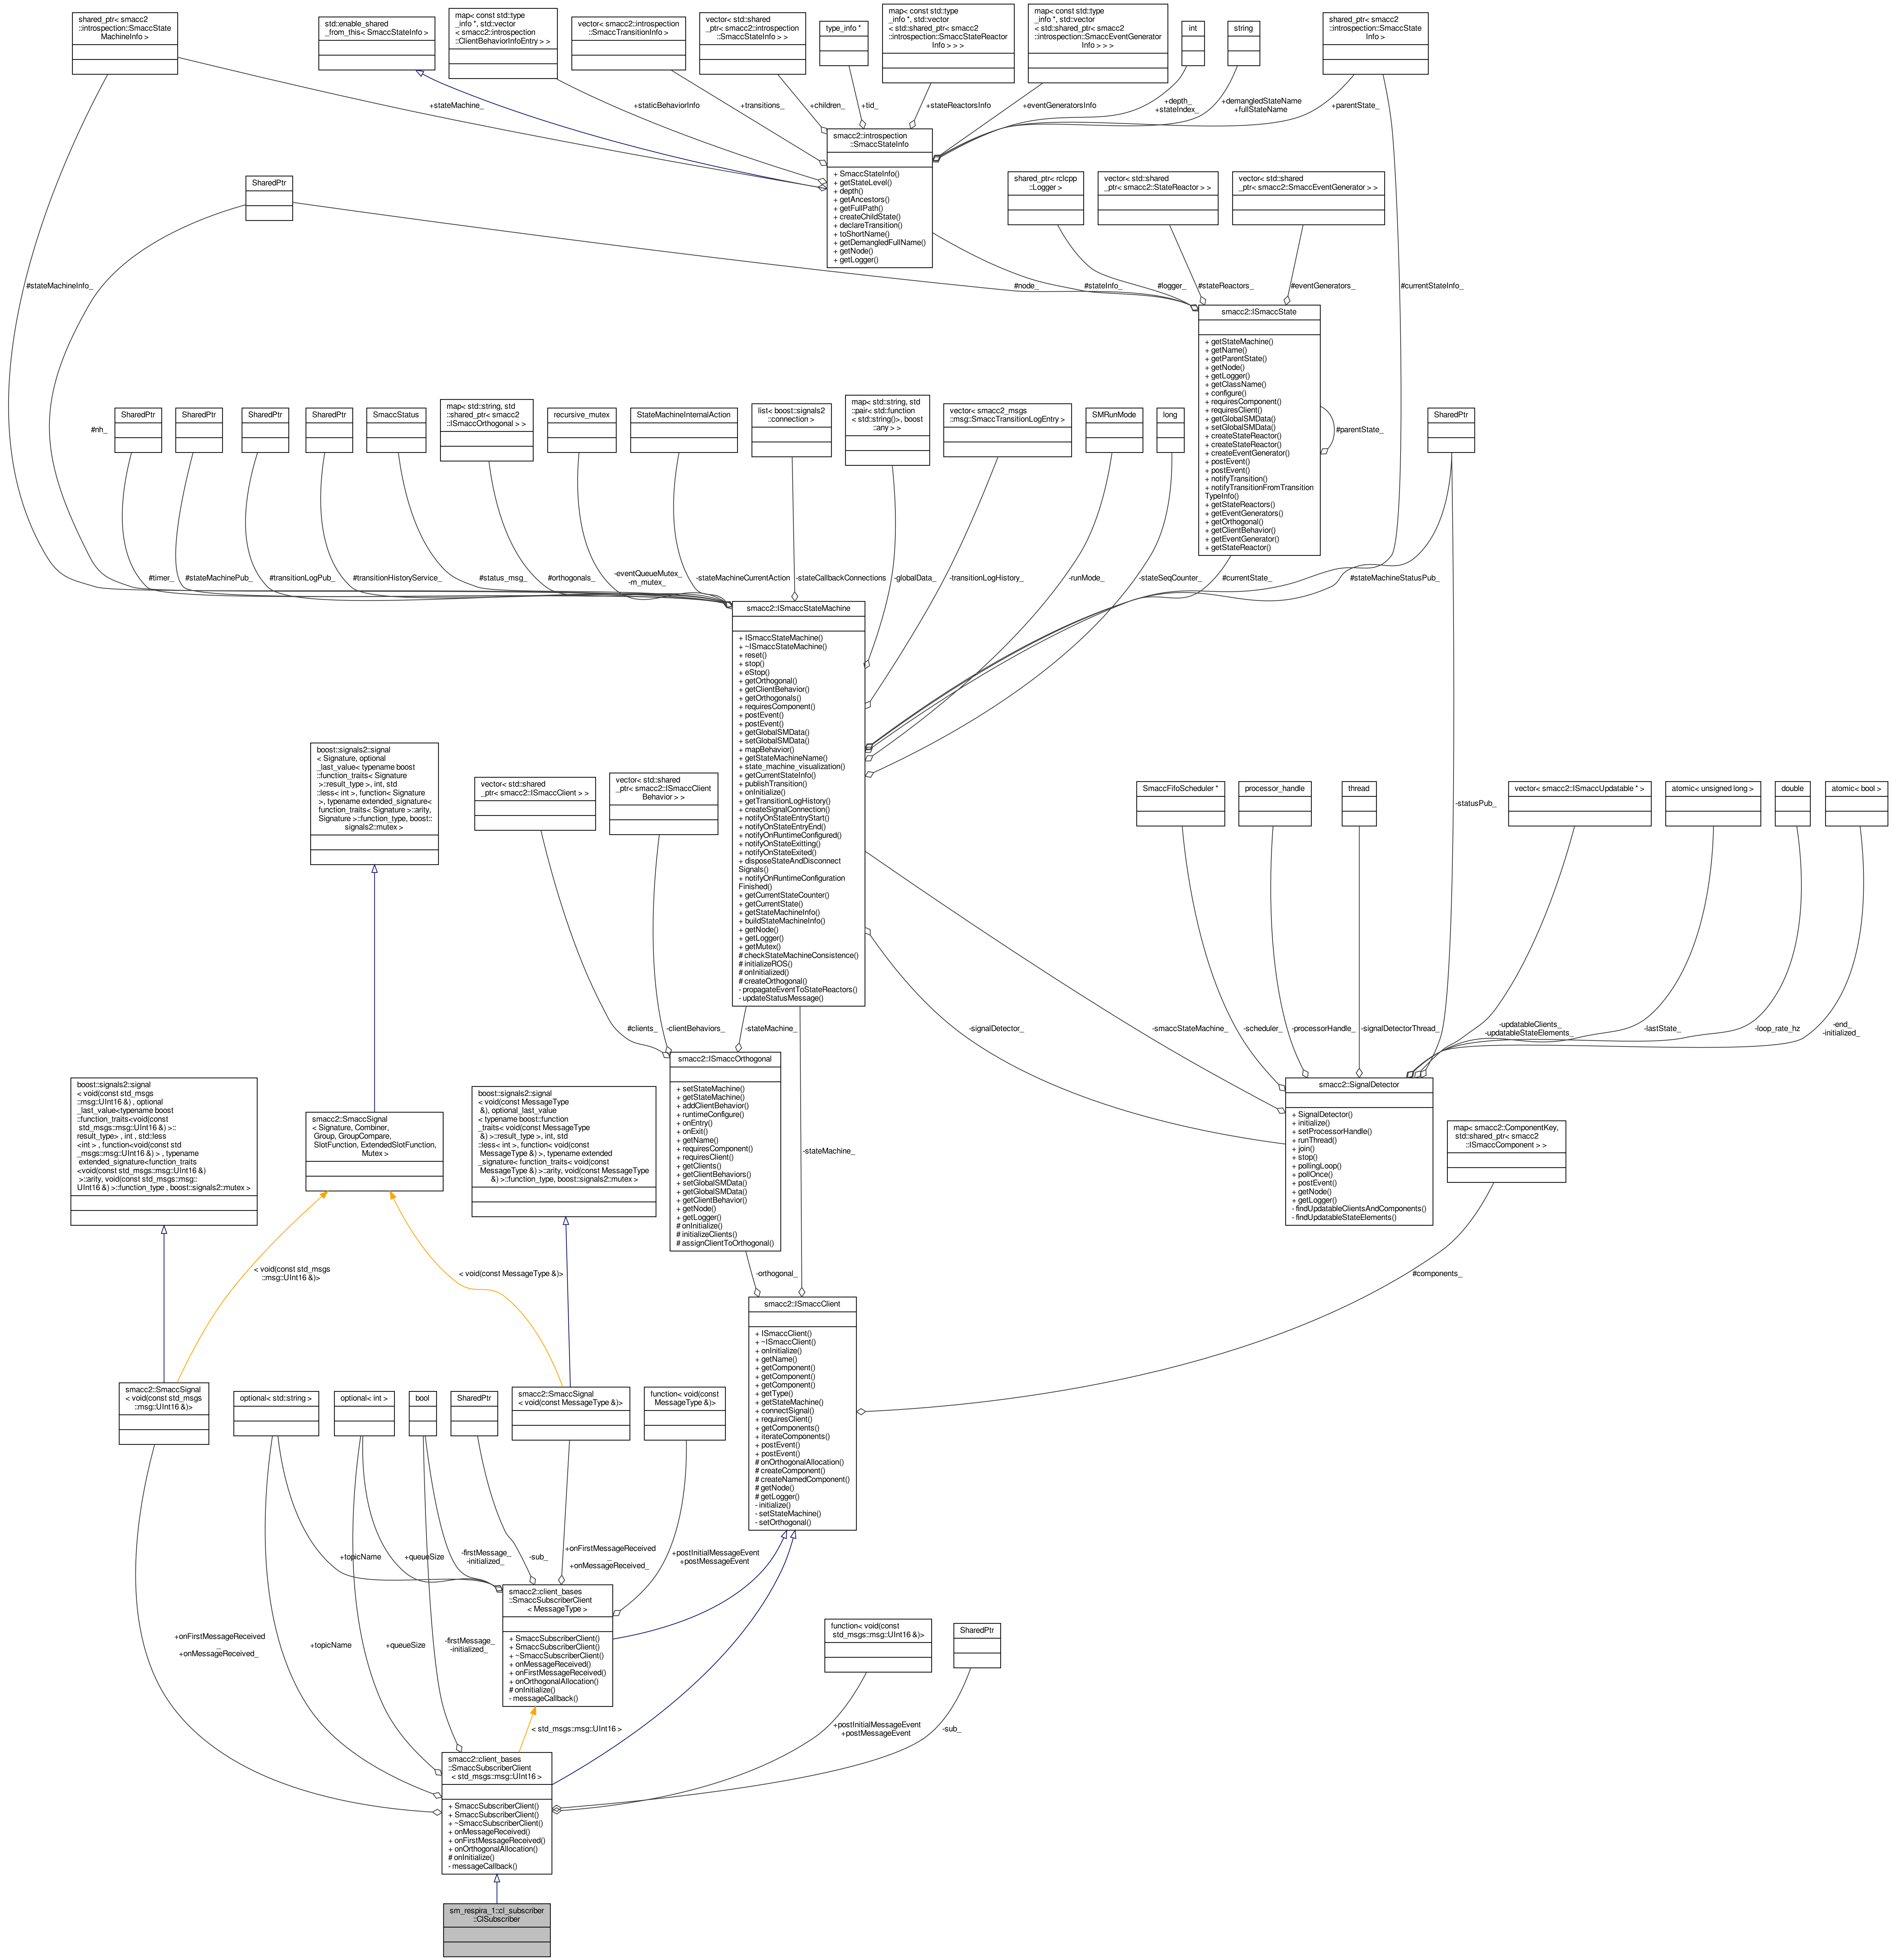 shared_ptr< smacc2
::introspection::SmaccState
MachineInfo >
std::enable_shared
_from_this< SmaccStateInfo >
map< const std::type
_info *, std::vector
< smacc2::introspection
::ClientBehaviorInfoEntry > >
vector< smacc2::introspection
::SmaccTransitionInfo >
vector< std::shared
_ptr< smacc2::introspection
::SmaccStateInfo > >
type_info *
map< const std::type
_info *, std::vector
< std::shared_ptr< smacc2
::introspection::SmaccStateReactor
Info > > >
map< const std::type
_info *, std::vector
< std::shared_ptr< smacc2
::introspection::SmaccEventGenerator
Info > > >
int
string
shared_ptr< smacc2
::introspection::SmaccState
Info >
+stateMachine_
+staticBehaviorInfo
+transitions_
+children_
+tid_
+stateReactorsInfo
+eventGeneratorsInfo
+depth_
+stateIndex_
+demangledStateName
+fullStateName
+parentState_
smacc2::introspection
::SmaccStateInfo
+ SmaccStateInfo()
+ getStateLevel()
+ depth()
+ getAncestors()
+ getFullPath()
+ createChildState()
+ declareTransition()
+ toShortName()
+ getDemangledFullName()
+ getNode()
+ getLogger()
SharedPtr
shared_ptr< rclcpp
::Logger >
vector< std::shared
_ptr< smacc2::StateReactor > >
vector< std::shared
_ptr< smacc2::SmaccEventGenerator > >
#stateMachineInfo_
#node_
#stateInfo_
#logger_
#stateReactors_
#eventGenerators_
#currentStateInfo_
smacc2::ISmaccState
+ getStateMachine()
+ getName()
+ getParentState()
+ getNode()
+ getLogger()
+ getClassName()
+ configure()
+ requiresComponent()
+ requiresClient()
+ getGlobalSMData()
+ setGlobalSMData()
+ createStateReactor()
+ createStateReactor()
+ createEventGenerator()
+ postEvent()
+ postEvent()
+ notifyTransition()
+ notifyTransitionFromTransition
TypeInfo()
+ getStateReactors()
+ getEventGenerators()
+ getOrthogonal()
+ getClientBehavior()
+ getEventGenerator()
+ getStateReactor()
#parentState_
#nh_
SharedPtr
SharedPtr
SharedPtr
SharedPtr
SmaccStatus
map< std::string, std
::shared_ptr< smacc2
::ISmaccOrthogonal > >
recursive_mutex
StateMachineInternalAction
list< boost::signals2
::connection >
map< std::string, std
::pair< std::function
< std::string()>, boost
::any > >
vector< smacc2_msgs
::msg::SmaccTransitionLogEntry >
SMRunMode
long
SharedPtr
#timer_
#stateMachinePub_
#transitionLogPub_
#transitionHistoryService_
#status_msg_
#orthogonals_
-eventQueueMutex_
-m_mutex_
-stateMachineCurrentAction
-stateCallbackConnections
-globalData_
-transitionLogHistory_
-runMode_
-stateSeqCounter_
#currentState_
#stateMachineStatusPub_
smacc2::ISmaccStateMachine
+ ISmaccStateMachine()
+ ~ISmaccStateMachine()
+ reset()
+ stop()
+ eStop()
+ getOrthogonal()
+ getClientBehavior()
+ getOrthogonals()
+ requiresComponent()
+ postEvent()
+ postEvent()
+ getGlobalSMData()
+ setGlobalSMData()
+ mapBehavior()
+ getStateMachineName()
+ state_machine_visualization()
+ getCurrentStateInfo()
+ publishTransition()
+ onInitialize()
+ getTransitionLogHistory()
+ createSignalConnection()
+ notifyOnStateEntryStart()
+ notifyOnStateEntryEnd()
+ notifyOnRuntimeConfigured()
+ notifyOnStateExitting()
+ notifyOnStateExited()
+ disposeStateAndDisconnect
Signals()
+ notifyOnRuntimeConfiguration
Finished()
+ getCurrentStateCounter()
+ getCurrentState()
+ getStateMachineInfo()
+ buildStateMachineInfo()
+ getNode()
+ getLogger()
+ getMutex()
# checkStateMachineConsistence()
# initializeROS()
# onInitialized()
# createOrthogonal()
- propagateEventToStateReactors()
- updateStatusMessage()
boost::signals2::signal
< Signature, optional
_last_value< typename boost
::function_traits< Signature
>::result_type >, int, std
::less< int >, function< Signature
>, typename extended_signature<
function_traits< Signature >::arity,
Signature >::function_type, boost::
signals2::mutex >
vector< std::shared
_ptr< smacc2::ISmaccClient > >
vector< std::shared
_ptr< smacc2::ISmaccClient
Behavior > >
SmaccFifoScheduler *
processor_handle
thread
-statusPub_
vector< smacc2::ISmaccUpdatable * >
atomic< unsigned long >
double
atomic< bool >
#clients_
-clientBehaviors_
-stateMachine_
-signalDetector_
-smaccStateMachine_
-scheduler_
-processorHandle_
-signalDetectorThread_
-updatableClients_
-updatableStateElements_
-lastState_
-loop_rate_hz
-end_
-initialized_
smacc2::ISmaccOrthogonal
+ setStateMachine()
+ getStateMachine()
+ addClientBehavior()
+ runtimeConfigure()
+ onEntry()
+ onExit()
+ getName()
+ requiresComponent()
+ requiresClient()
+ getClients()
+ getClientBehaviors()
+ setGlobalSMData()
+ getGlobalSMData()
+ getClientBehavior()
+ getNode()
+ getLogger()
# onInitialize()
# initializeClients()
# assignClientToOrthogonal()
smacc2::SignalDetector
+ SignalDetector()
+ initialize()
+ setProcessorHandle()
+ runThread()
+ join()
+ stop()
+ pollingLoop()
+ pollOnce()
+ postEvent()
+ getNode()
+ getLogger()
- findUpdatableClientsAndComponents()
- findUpdatableStateElements()
map< smacc2::ComponentKey,
std::shared_ptr< smacc2
::ISmaccComponent > >
boost::signals2::signal
< void(const std_msgs
::msg::UInt16 &) , optional
_last_value<typename boost
::function_traits<void(const
std_msgs::msg::UInt16 &) >::
result_type> , int , std::less
<int > , function<void(const std
_msgs::msg::UInt16 &) > , typename
extended_signature<function_traits
<void(const std_msgs::msg::UInt16 &)
>::arity, void(const std_msgs::msg::
UInt16 &) >::function_type , boost::signals2::mutex >
smacc2::SmaccSignal
< Signature, Combiner,
Group, GroupCompare,
SlotFunction, ExtendedSlotFunction,
Mutex >
boost::signals2::signal
< void(const MessageType
&), optional_last_value
< typename boost::function
_traits< void(const MessageType
&) >::result_type >, int, std
::less< int >, function< void(const
MessageType &) >, typename extended
_signature< function_traits< void(const
MessageType &) >::arity, void(const MessageType
&) >::function_type, boost::signals2::mutex >
-stateMachine_
< void(const std_msgs
::msg::UInt16 &)>
< void(const MessageType &)>
-orthogonal_
#components_
smacc2::ISmaccClient
+ ISmaccClient()
+ ~ISmaccClient()
+ onInitialize()
+ getName()
+ getComponent()
+ getComponent()
+ getComponent()
+ getType()
+ getStateMachine()
+ connectSignal()
+ requiresClient()
+ getComponents()
+ iterateComponents()
+ postEvent()
+ postEvent()
# onOrthogonalAllocation()
# createComponent()
# createNamedComponent()
# getNode()
# getLogger()
- initialize()
- setStateMachine()
- setOrthogonal()
smacc2::SmaccSignal
< void(const std_msgs
::msg::UInt16 &)>
optional< std::string >
optional< int >
bool
SharedPtr
smacc2::SmaccSignal
< void(const MessageType &)>
function< void(const
MessageType &)>
+topicName
+queueSize
-firstMessage_
-initialized_
-sub_
+onFirstMessageReceived
_
+onMessageReceived_
+postInitialMessageEvent
+postMessageEvent
smacc2::client_bases
::SmaccSubscriberClient
< MessageType >
+ SmaccSubscriberClient()
+ SmaccSubscriberClient()
+ ~SmaccSubscriberClient()
+ onMessageReceived()
+ onFirstMessageReceived()
+ onOrthogonalAllocation()
# onInitialize()
- messageCallback()
+onFirstMessageReceived
_
+onMessageReceived_
+topicName
+queueSize
-firstMessage_
-initialized_
function< void(const
std_msgs::msg::UInt16 &)>
SharedPtr
< std_msgs::msg::UInt16 >
+postInitialMessageEvent
+postMessageEvent
-sub_
smacc2::client_bases
::SmaccSubscriberClient
< std_msgs::msg::UInt16 >
+ SmaccSubscriberClient()
+ SmaccSubscriberClient()
+ ~SmaccSubscriberClient()
+ onMessageReceived()
+ onFirstMessageReceived()
+ onOrthogonalAllocation()
# onInitialize()
- messageCallback()
sm_respira_1::cl_subscriber
::ClSubscriber